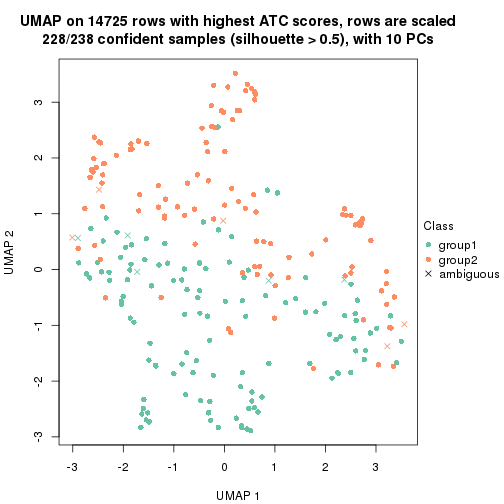 UMAP on 14725 rows with highest ATC scores, rows are scaled
228/238 confident samples (silhouette > 0.5), with 10 PCs
3
2
1
0
-1
-2
-3
UMAP 2
-3 -2 -1 0 1 2 3
UMAP 1
Class
group1
group2
ambiguous